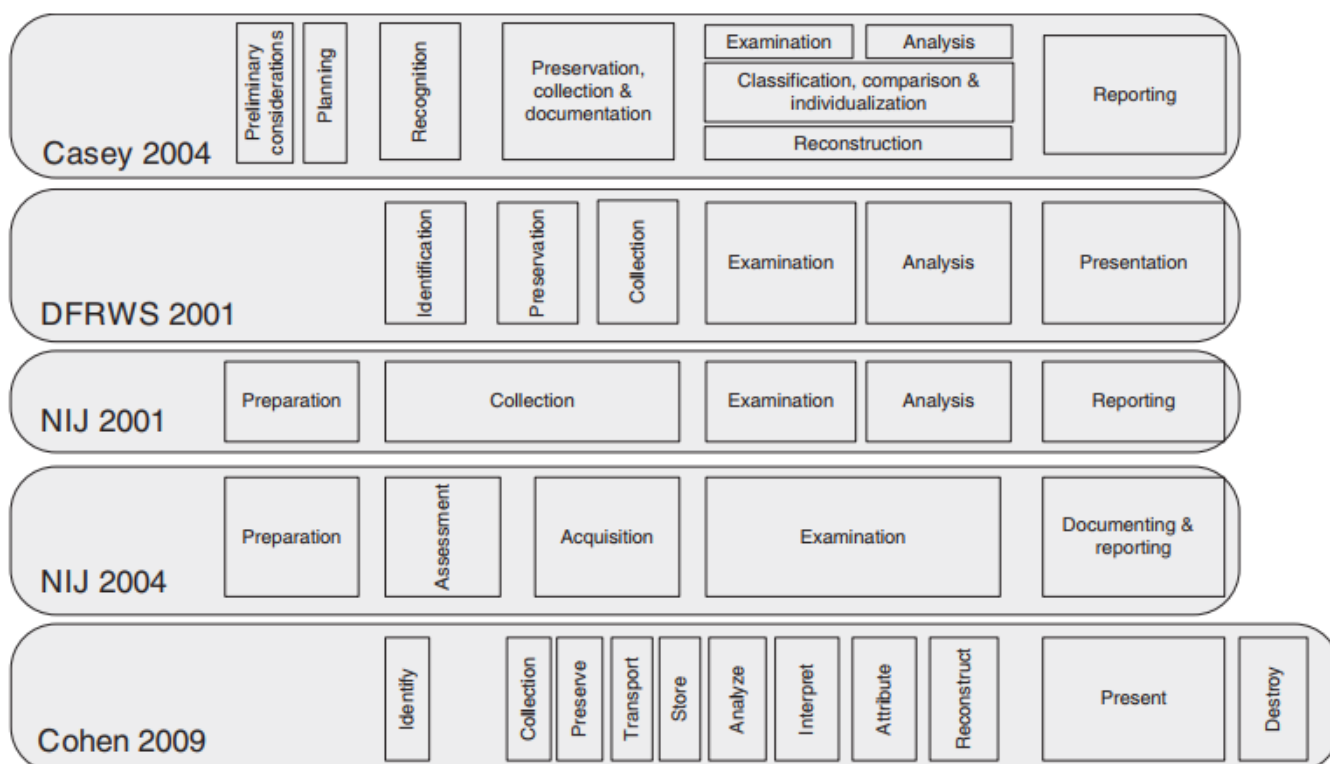 Preliminary
considerations
Planning
Recognition
Preservation,
collection &
documentation
Examination
Analysis
Classification, comparison &
individualization
Reconstruction
Reporting
Casey 2004
Identification
Preservation
Collection
Examination
Analysis
Presentation
DFRWS 2001
Preparation
Collection
Examination
Analysis
Reporting
NIJ 2001
Preparation
Assessment
Acquisition
Examination
Documenting &
reporting
NIJ 2004
Identify
Collection
Preserve
Transport
Store
Analyze
Interpret
Attribute
Reconstruct
Present
Destroy
Cohen 2009